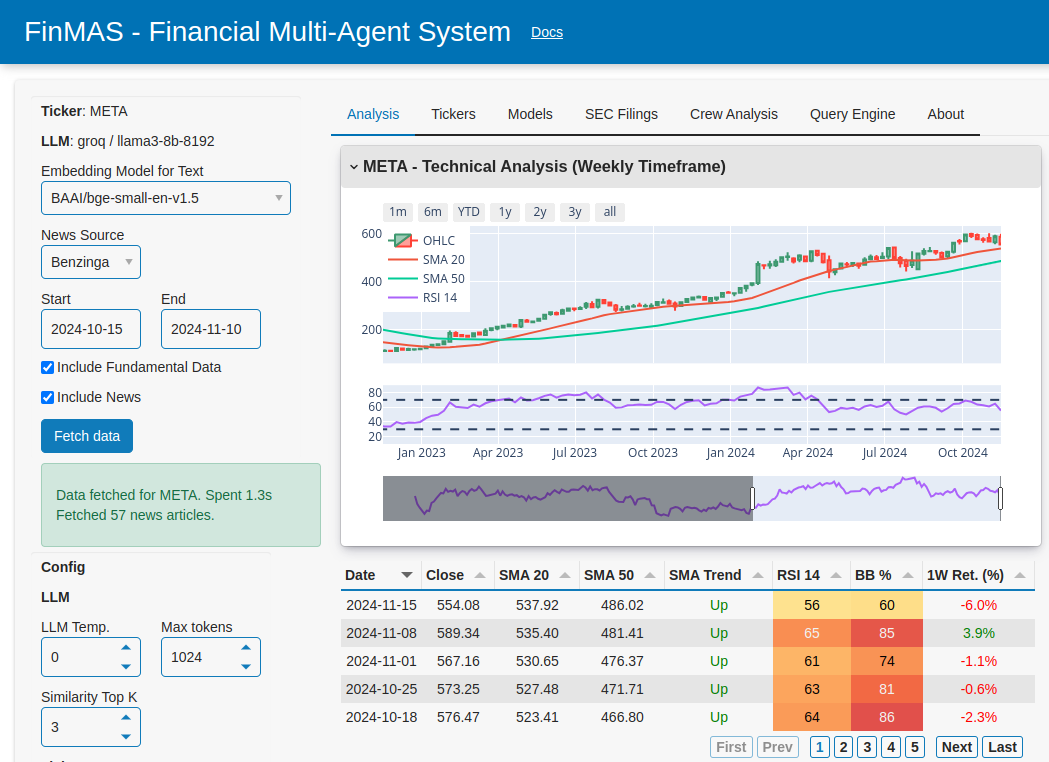 FinMAS - Financial Multi-Agent System Docs
Ticker: META
LLM: groq / llama3-8b-8192
Embedding Model for Text
BAAI/bge-small-en-v1.5
News Source
Benzinga
Start End
2024-10-15 2024-11-10
Include Fundamental Data
Include News
Fetch data
Data fetched for META. Spent 1.3s
Fetched 57 news articles.
Config
LLM
LLM Temp. Max tokens
0 1024
Similarity Top K
3
Analysis Tickers Models SEC Filings Crew Analysis Query Engine About
META - Technical Analysis (Weekly Timeframe)
1m 6m YTD 1y 2y 3y all
OHLC
SMA 20
SMA 50
RSI 14
600
400
200
80
60
40
20
Jan 2023 Apr 2023 Jul 2023 Oct 2023 Jan 2024 Apr 2024 Jul 2024 Oct 2024
Date Close SMA 20 SMA 50 SMA Trend RSI 14 BB % 1W Ret. (%)
2024-11-15 554.08 537.92 486.02 Up 56 60 -6.0%
2024-11-08 589.34 535.40 481.41 Up 65 85 3.9%
2024-11-01 567.16 530.65 476.37 Up 61 74 -1.1%
2024-10-25 573.25 527.48 471.71 Up 63 81 -0.6%
2024-10-18 576.47 523.41 466.80 Up 64 86 -2.3%
First Prev 1 2 3 4 5 Next Last